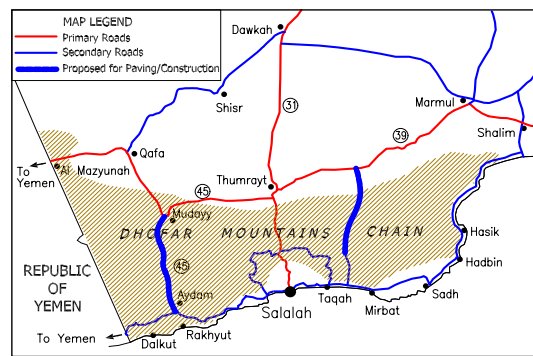 MAP LEGEND
Primary Roads
Secondary Roads
Proposed for Paving/Construction
Dawkah
Shisr
31
Marmul
39
Shalim
Qafa
To
Yemen
Al Mazyunah
Thumrayt
45
Mudayy
DHOFAR MOUNTAINS CHAIN
Hasik
45
REPUBLIC
OF
YEMEN
Hadbin
Aydam
Salalah
Taqah
Mirbat
Sadh
To Yemen
Rakhyut
Dalkut